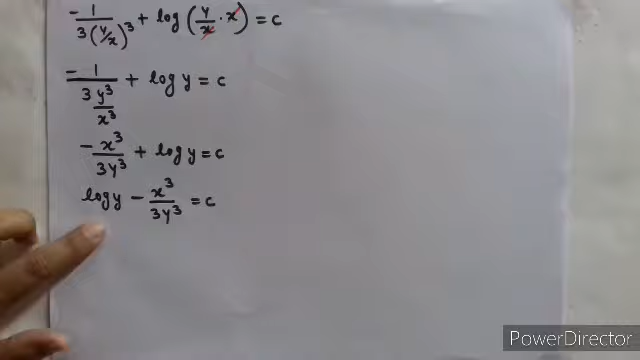 - 1/(3(y/x)^3) + log(y/x · x) = c
- 1/(3 y^3/x^3) + log y = c
- x^3/(3y^3) + log y = c
log y - x^3/(3y^3) = c
PowerDirector